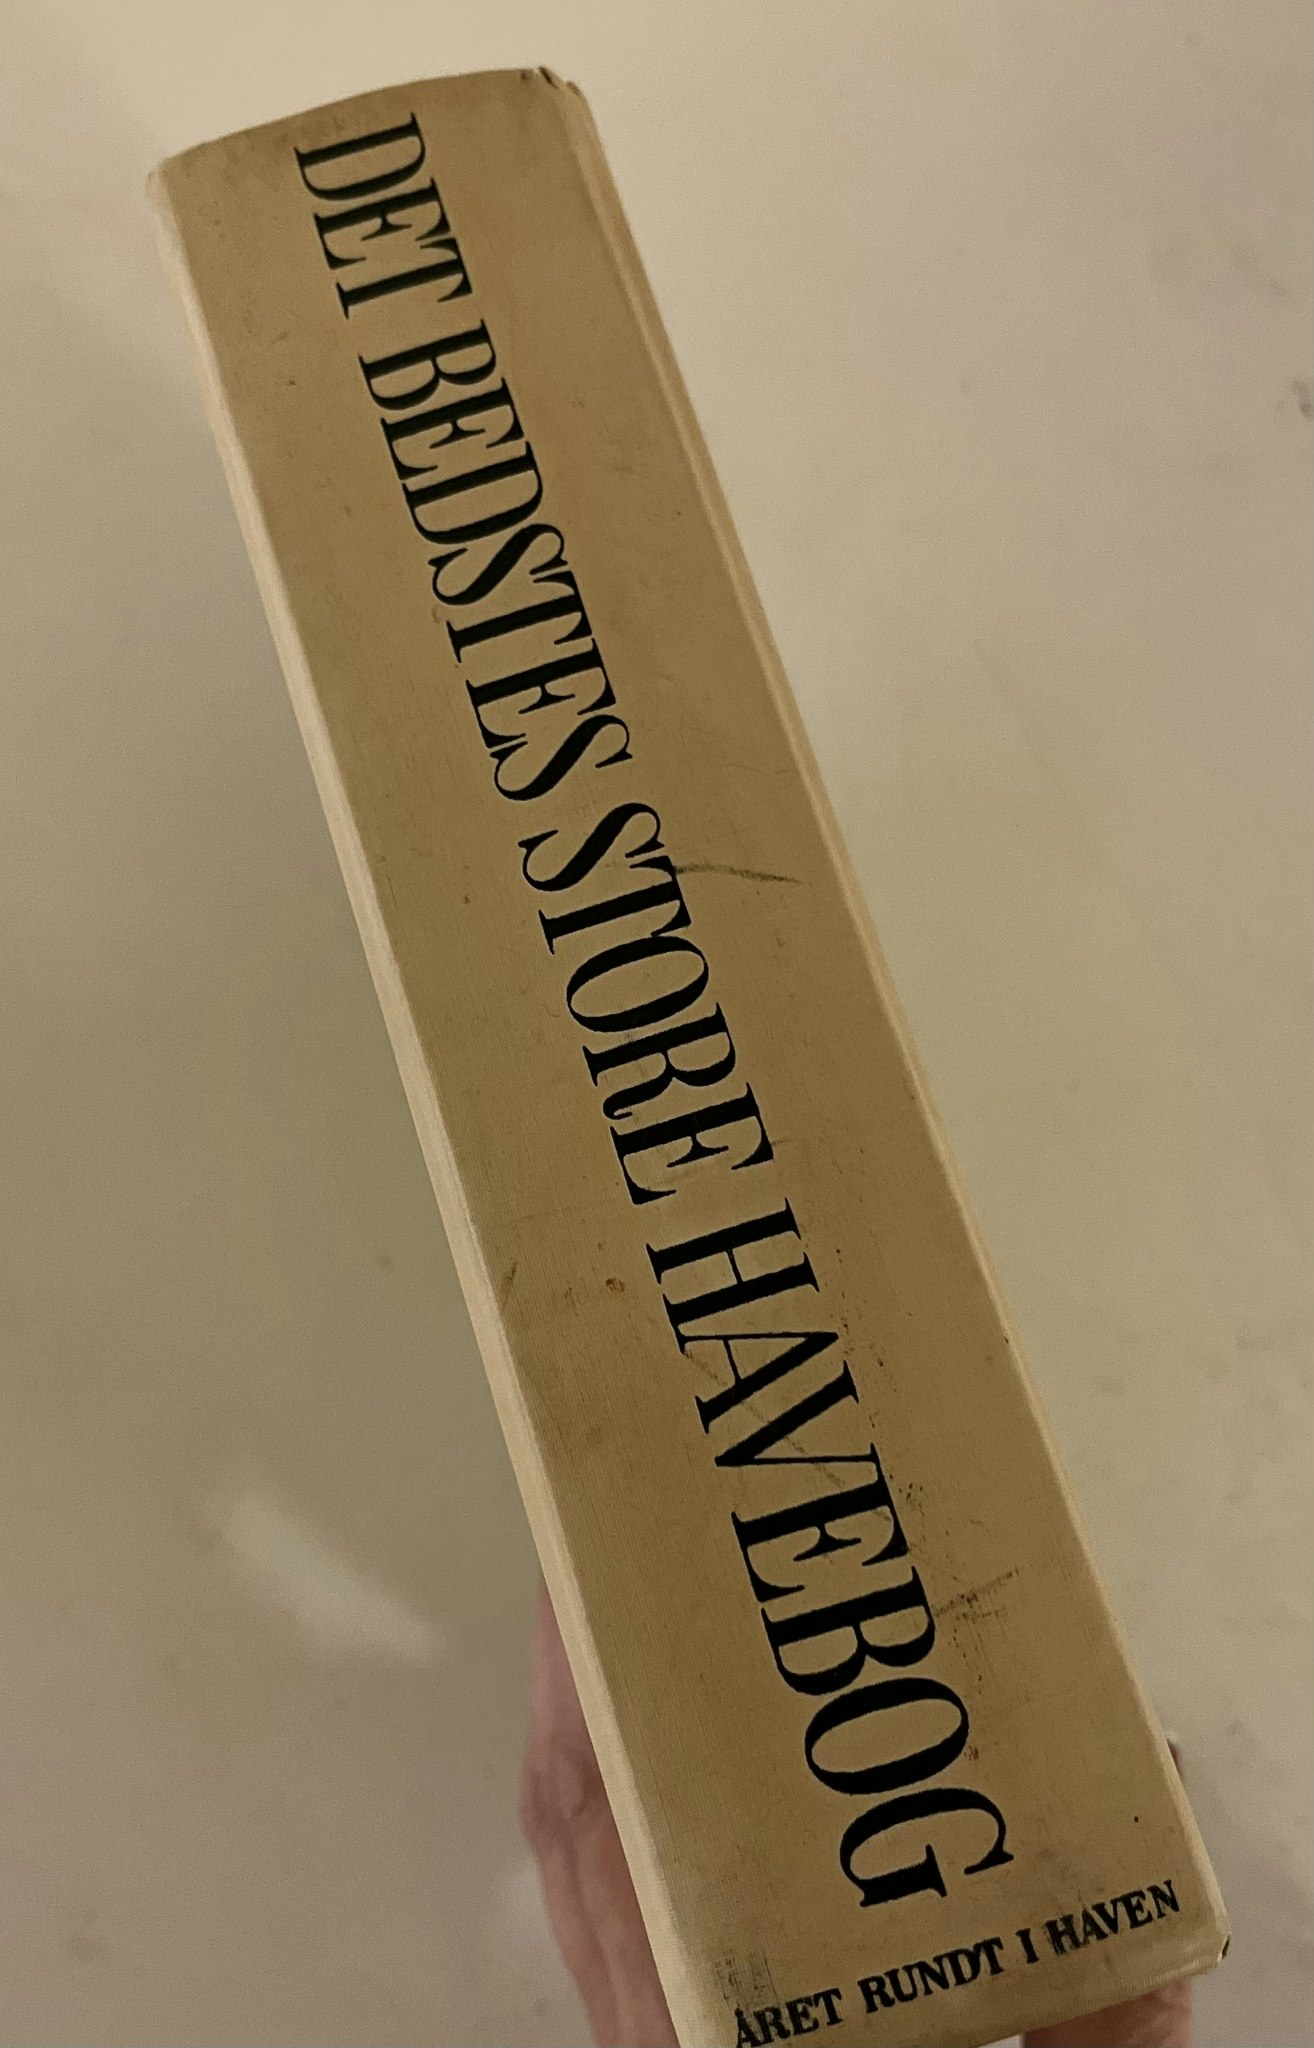 DET BEDSTES STORE HAVEBOG
ÅRET RUNDT I HAVEN